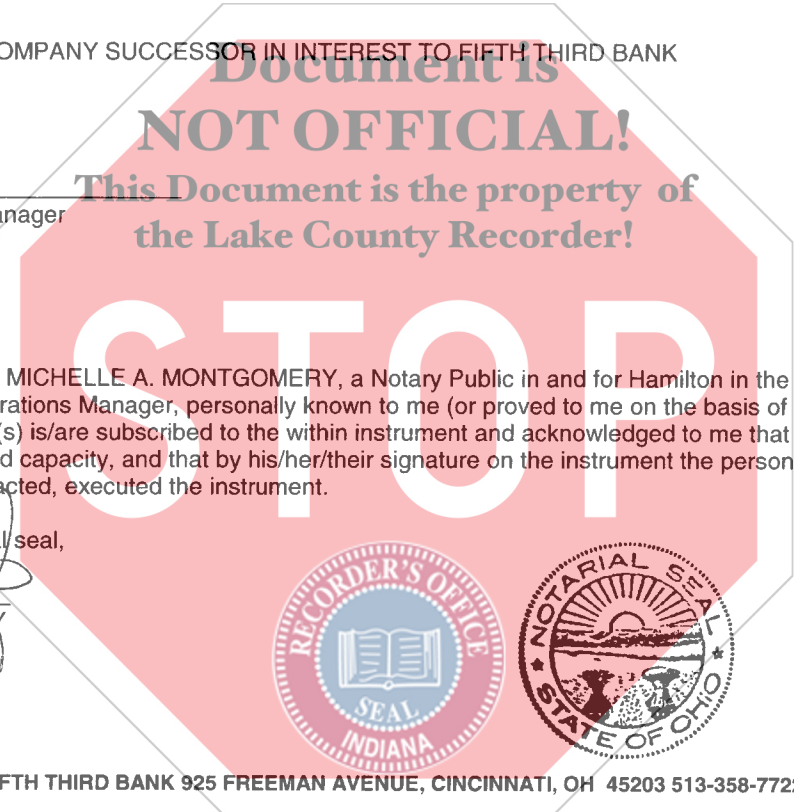 OMPANY SUCCESSOR IN INTEREST TO FIFTH THIRD BANK
Document is
NOT OFFICIAL!
This Document is the property of
anager
the Lake County Recorder!
STOP
MICHELLE A. MONTGOMERY, a Notary Public in and for Hamilton in the
rations Manager, personally known to me (or proved to me on the basis of
(s) is/are subscribed to the within instrument and acknowledged to me that
d capacity, and that by his/her/their signature on the instrument the person
acted, executed the instrument.
l seal,
RECORDER'S OFFICE
SEAL
INDIANA
NOTARIAL SEAL
STATE OF OHIO
FTH THIRD BANK 925 FREEMAN AVENUE, CINCINNATI, OH 45203 513-358-772